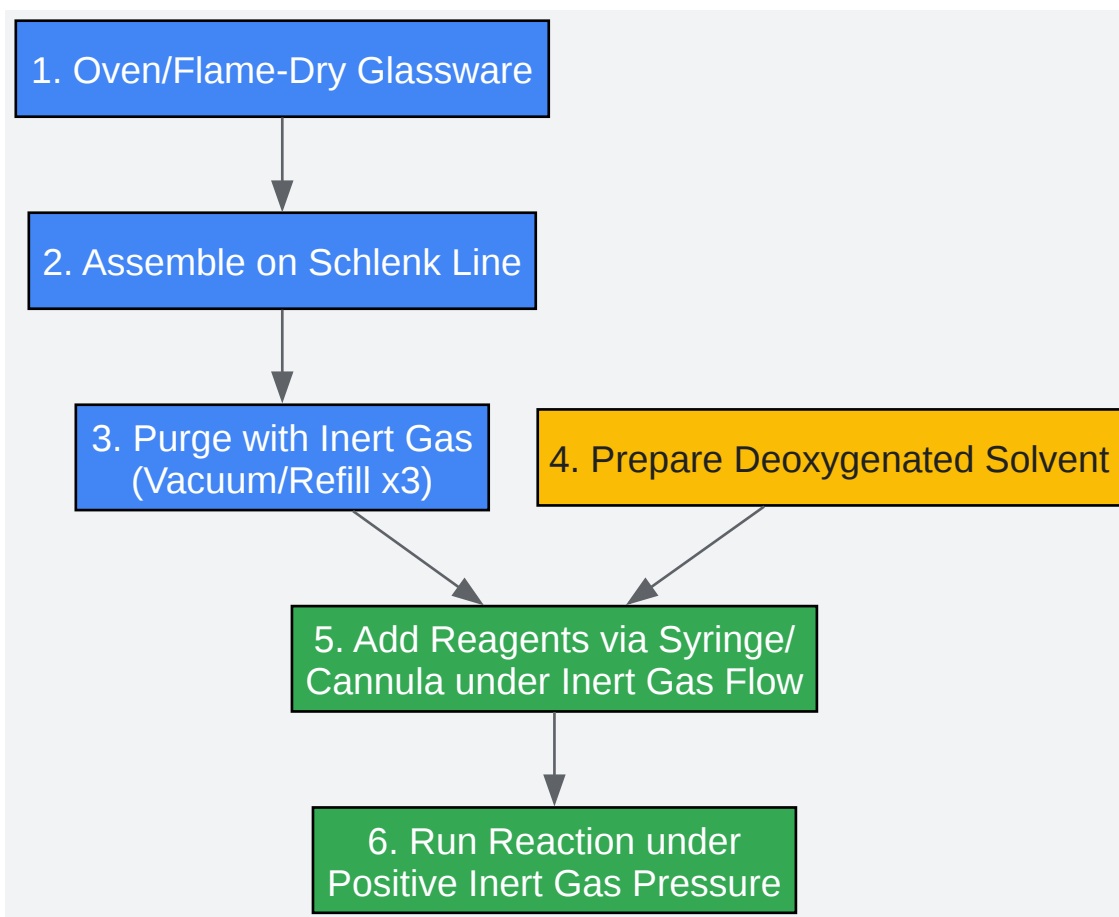 1. Oven/Flame-Dry Glassware
2. Assemble on Schlenk Line
3. Purge with Inert Gas
(Vacuum/Refill x3)
4. Prepare Deoxygenated Solvent
5. Add Reagents via Syringe/
Cannula under Inert Gas Flow
6. Run Reaction under
Positive Inert Gas Pressure